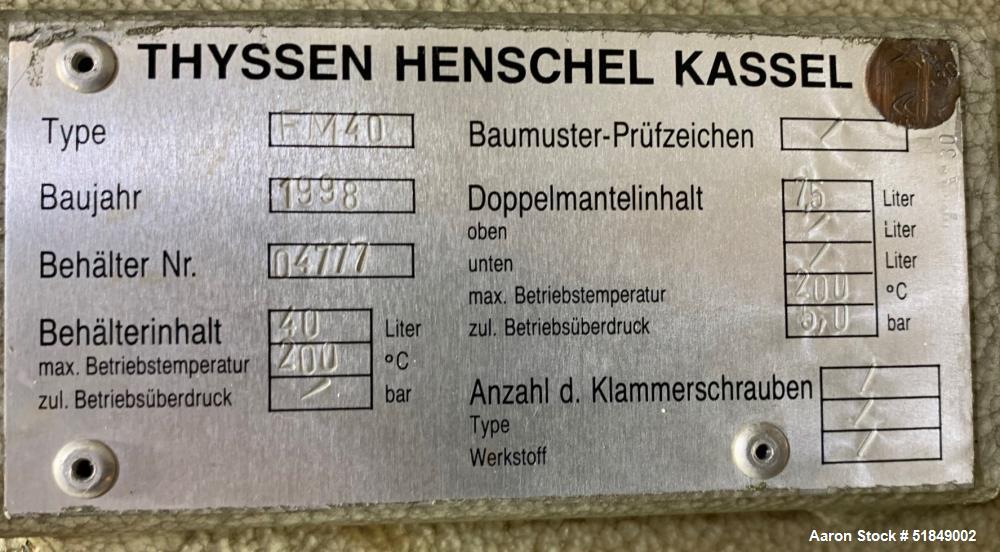 THYSSEN HENSCHEL KASSEL
Type FM40
Baujahr 1998
Behälter Nr. 04777
Behälterinhalt 40 Liter
max. Betriebstemperatur 200 °C
zul. Betriebsüberdruck / bar
Baumuster-Prüfzeichen /
Doppelmantelinhalt 7,5 Liter
oben / Liter
unten / Liter
max. Betriebstemperatur 200 °C
zul. Betriebsüberdruck bar
Anzahl d. Klammerschrauben /
Type /
Werkstoff /
Aaron Stock # 51849002